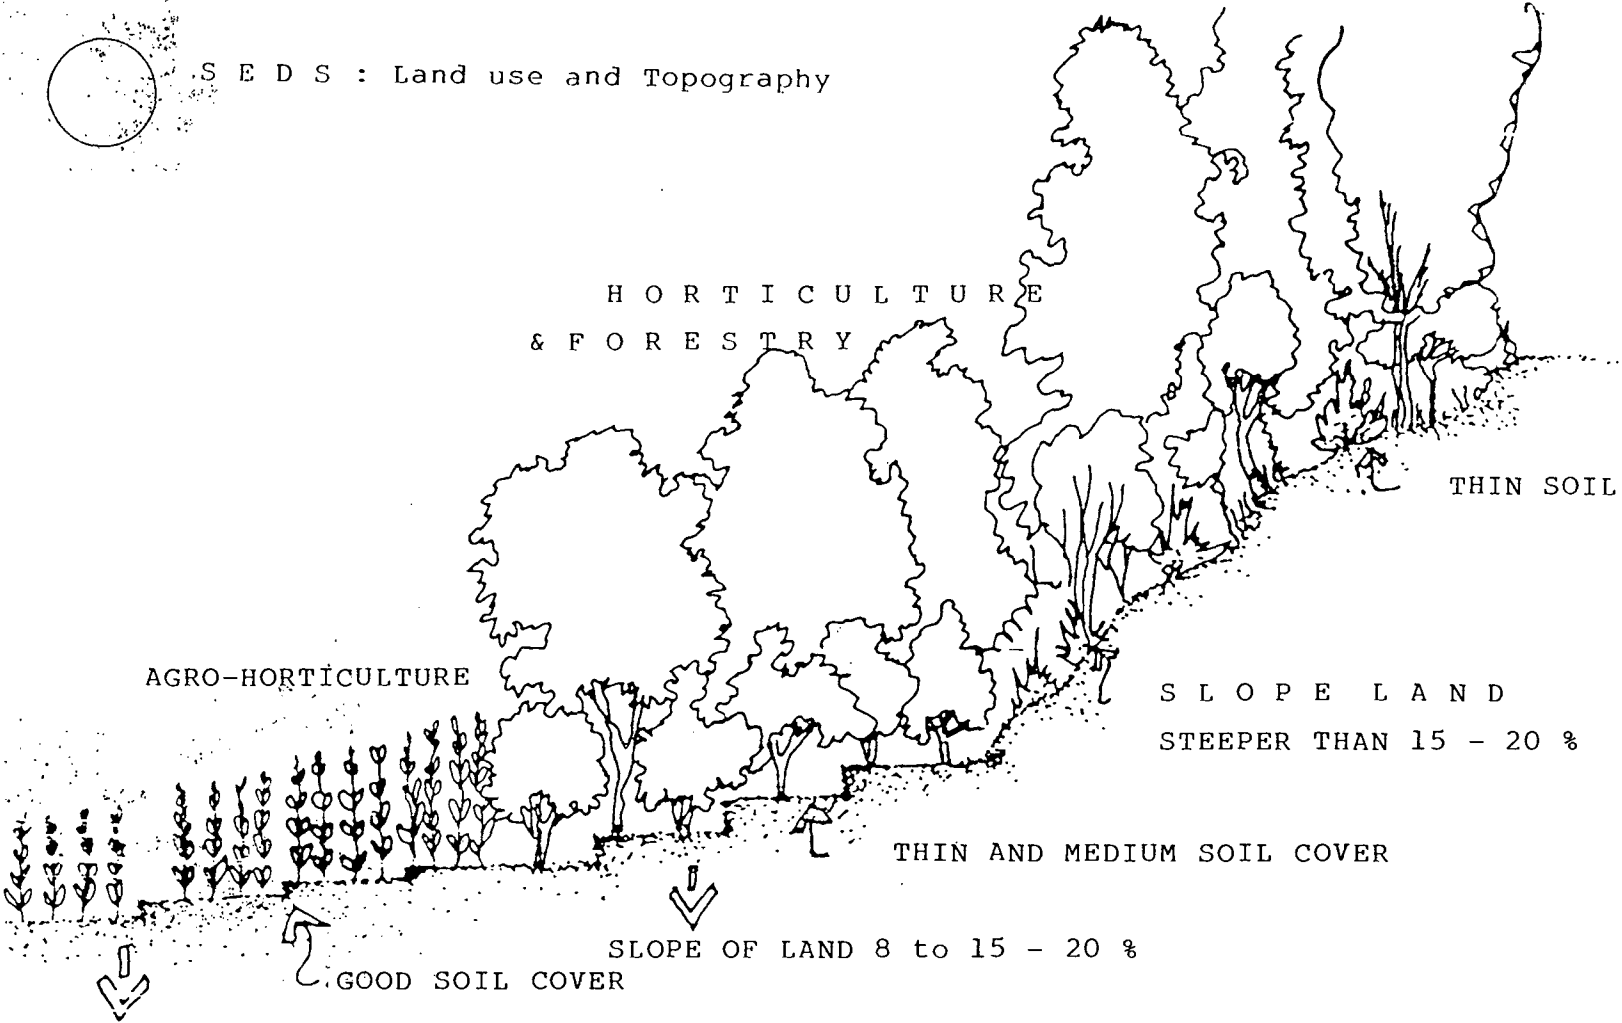 S E D S : Land use and Topography
H O R T I C U L T U R E
& F O R E S T R Y
THIN SOIL
AGRO-HORTICULTURE
S L O P E L A N D
STEEPER THAN 15 - 20 %
THIN AND MEDIUM SOIL COVER
SLOPE OF LAND 8 to 15 - 20 %
GOOD SOIL COVER